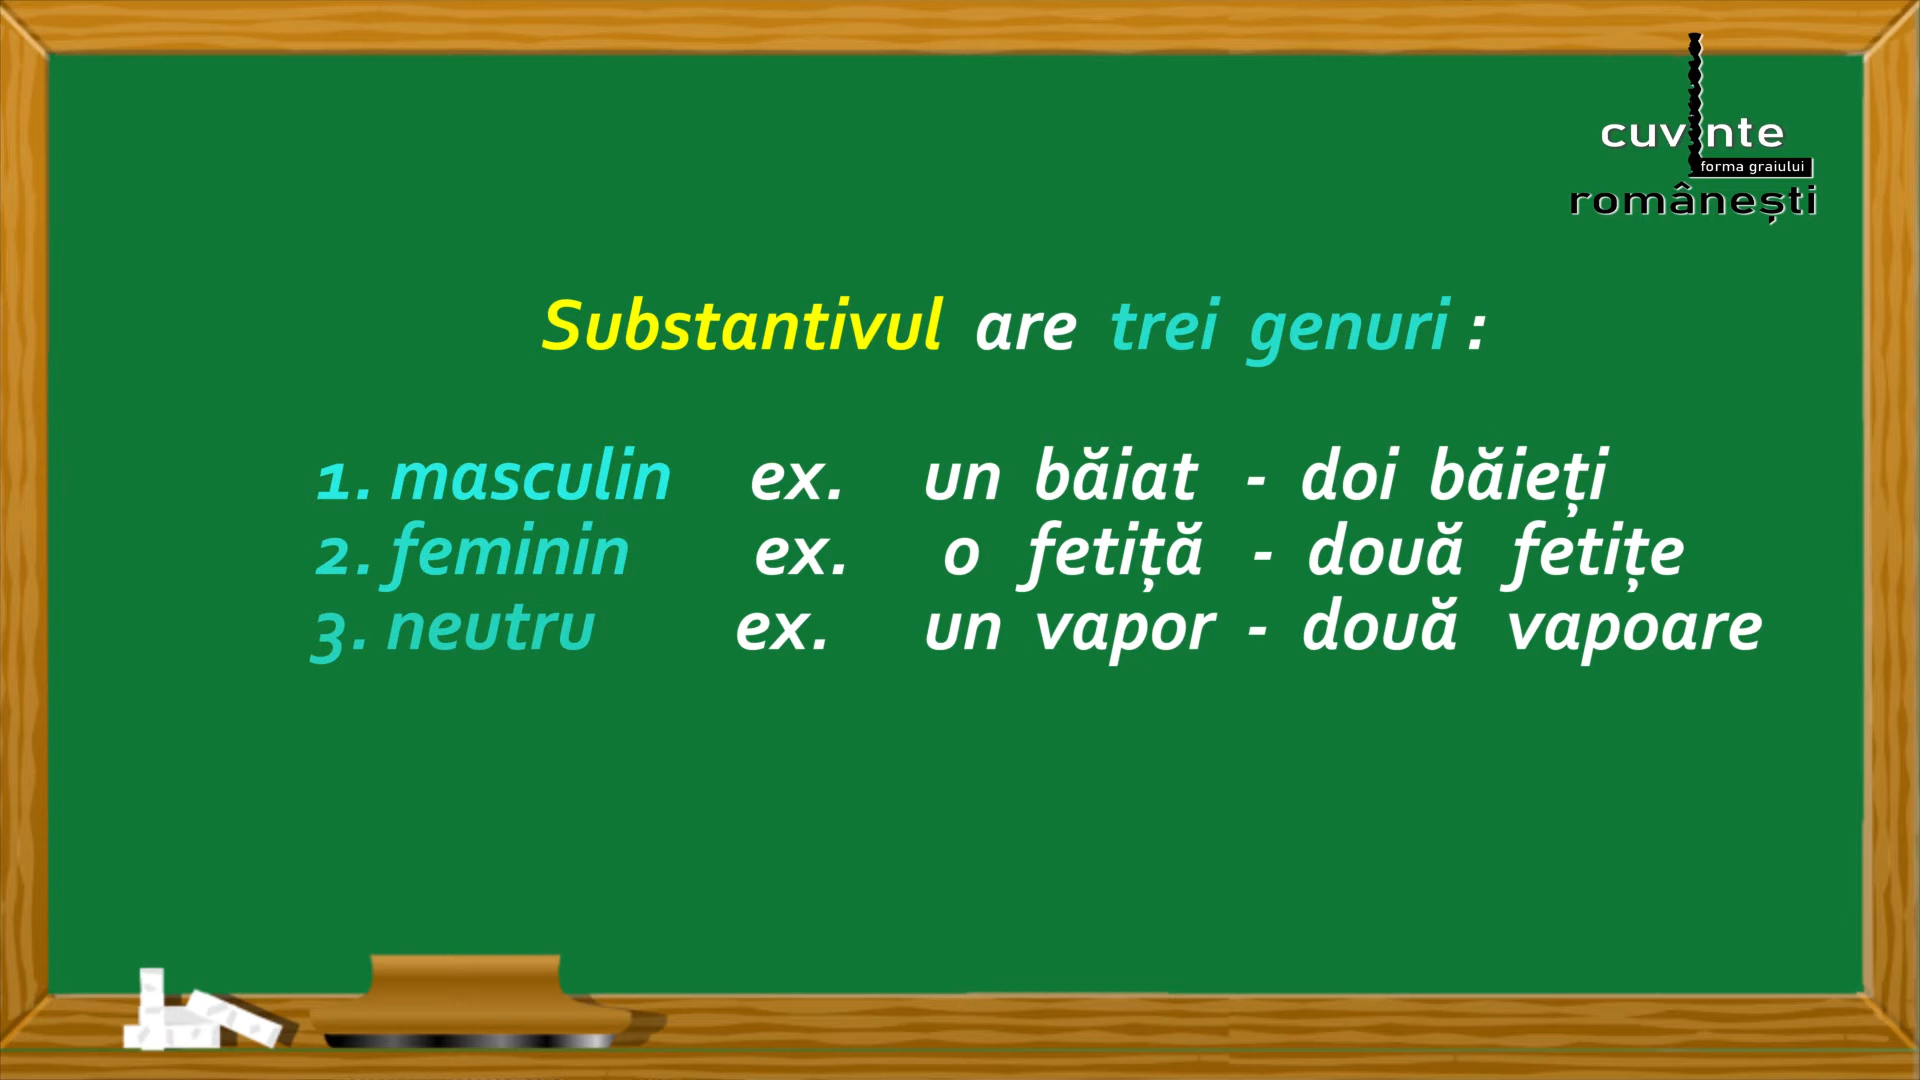 cuvinte
forma graiului
românești
Substantivul are trei genuri :
1. masculin ex. un băiat - doi băieți
2. feminin ex. o fetiță - două fetițe
3. neutru ex. un vapor - două vapoare